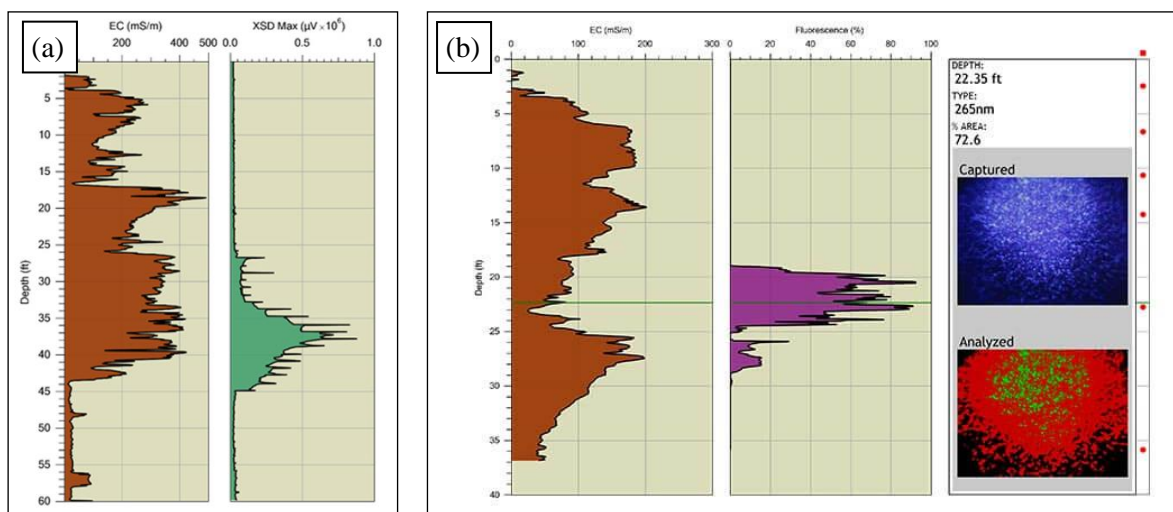 (a)
EC (mS/m)
200 400 500
XSD Max (µV × 10⁶)
0.0 0.5 1.0
Depth (ft)
5
10
15
20
25
30
35
40
45
50
55
60
(b)
EC (mS/m)
0 100 200 300
Fluorescence (%)
0 20 40 60 80 100
Depth (ft)
0
5
10
15
20
25
30
35
40
DEPTH:
22.35 ft
TYPE:
265nm
% AREA:
72.6
Captured
Analyzed